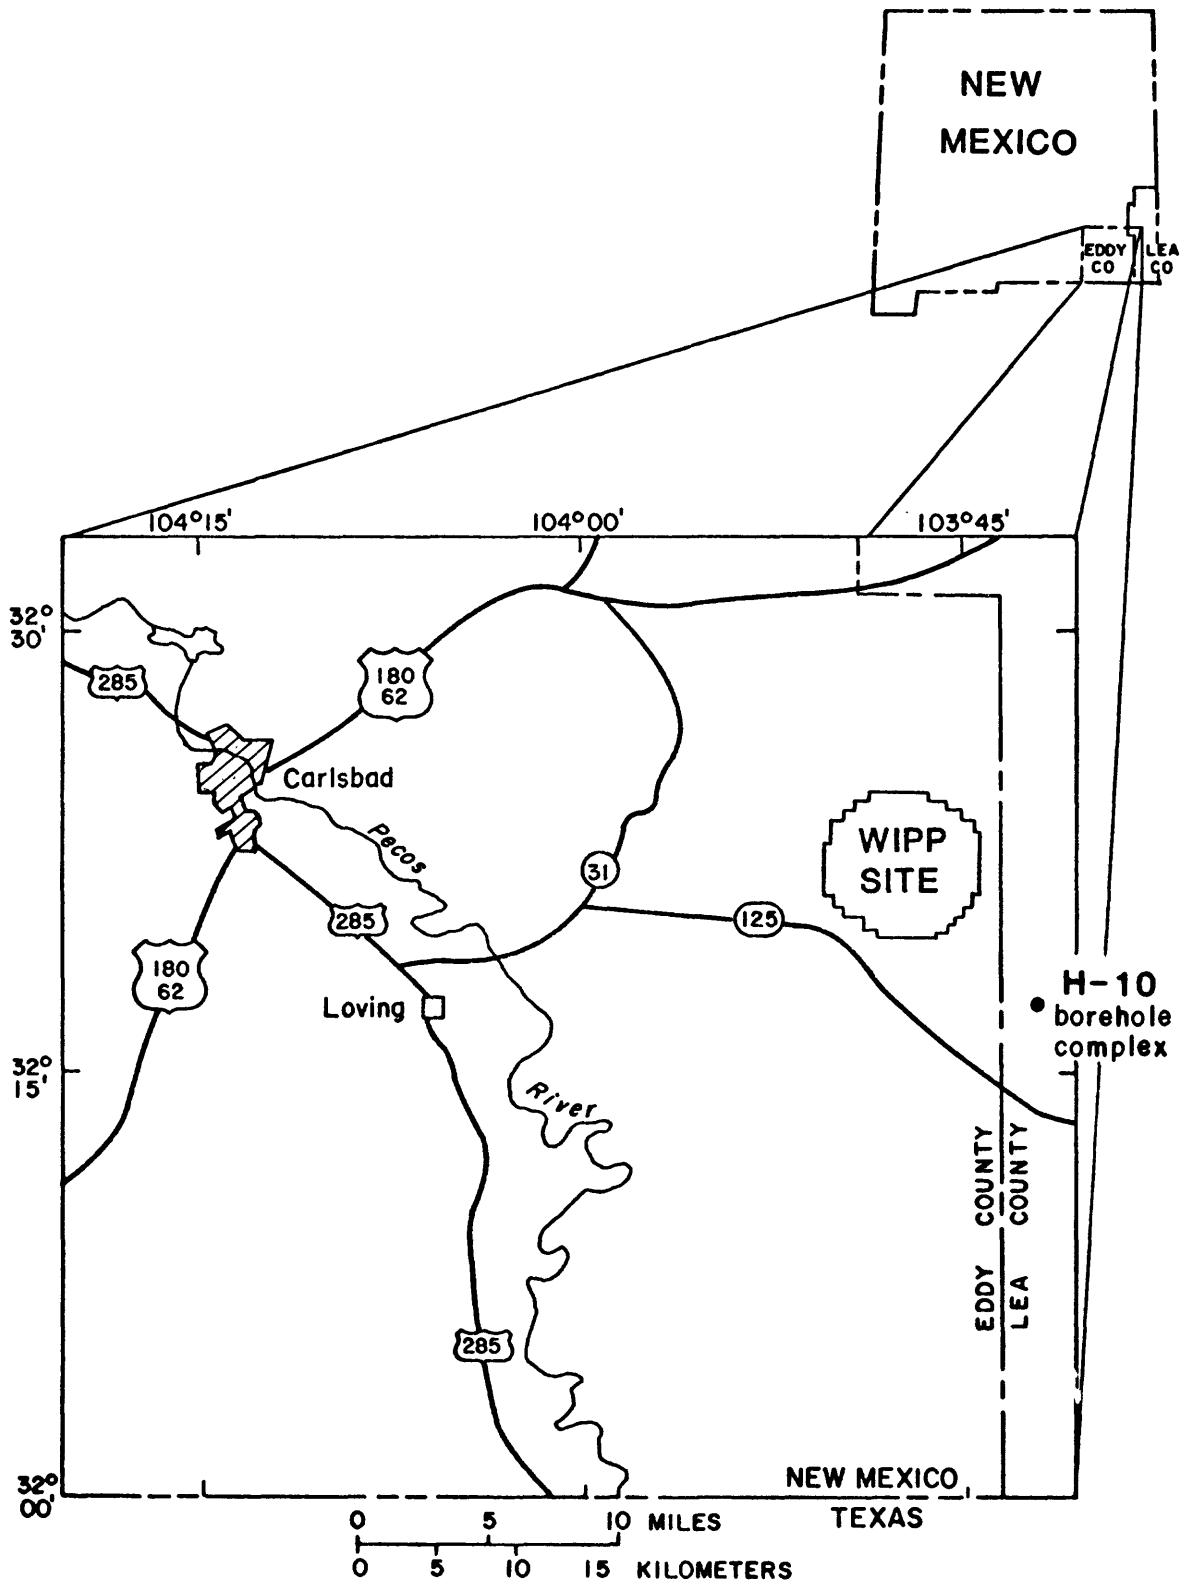 NEW
MEXICO
EDDY
CO
LEA
CO
104°15'
104°00'
103°45'
32°
30'
285
180
62
Carlsbad
Pecos
WIPP
SITE
31
285
125
180
62
Loving
H-10
borehole
complex
32°
15'
River
EDDY COUNTY
LEA COUNTY
285
32°
00'
NEW MEXICO
TEXAS
0 5 10 MILES
0 5 10 15 KILOMETERS